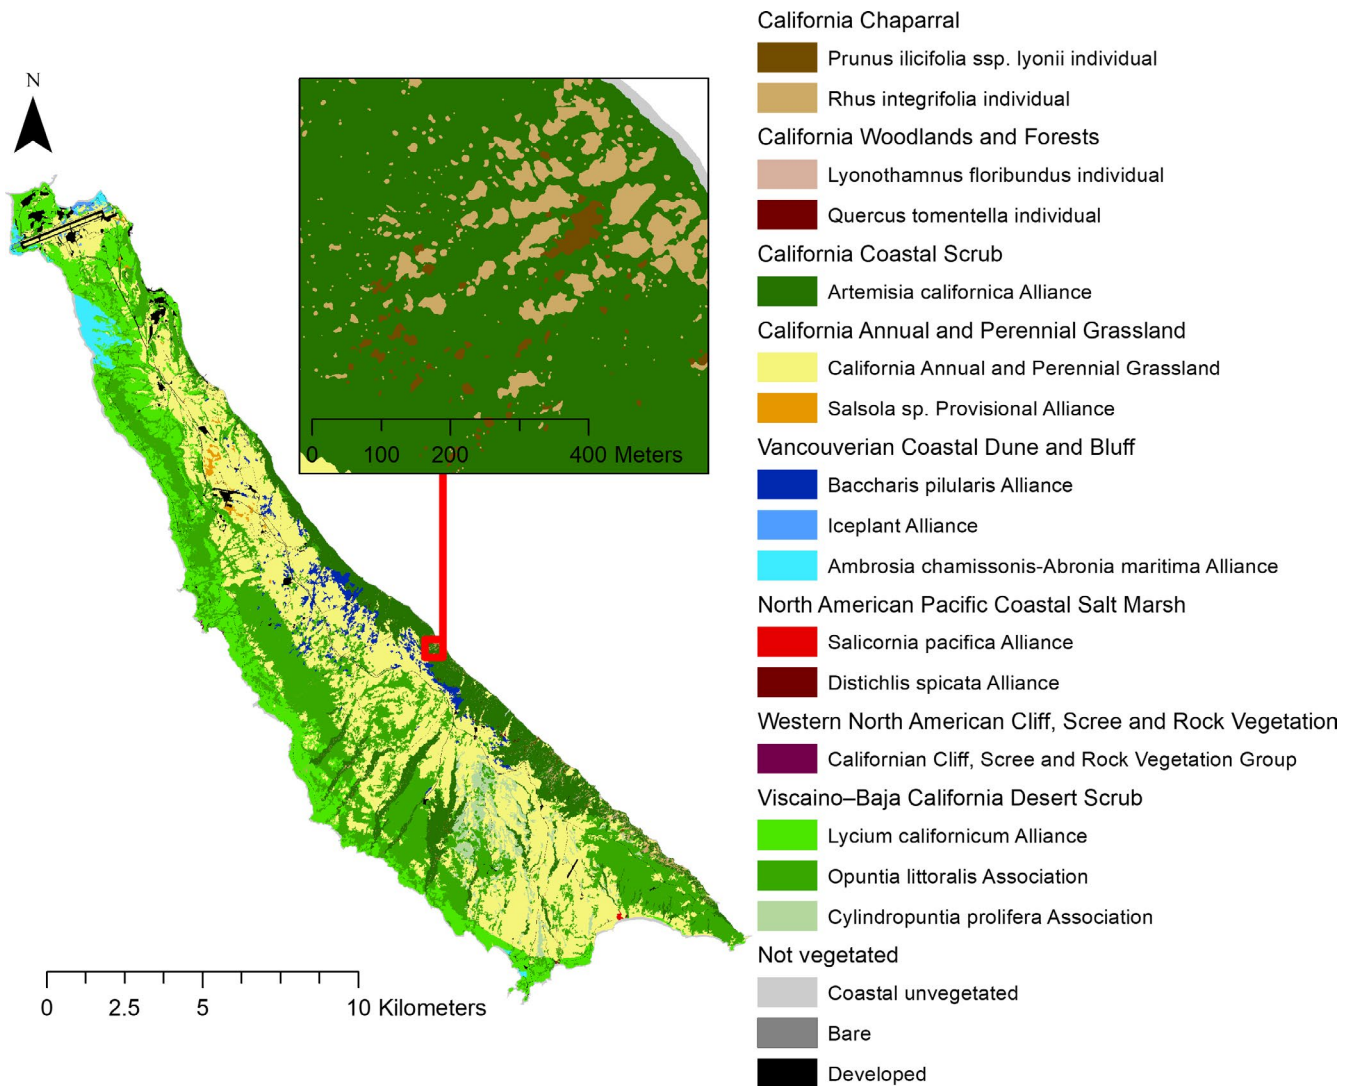 N
0 100 200 400 Meters
0 2.5 5 10 Kilometers
California Chaparral
Prunus ilicifolia ssp. lyonii individual
Rhus integrifolia individual
California Woodlands and Forests
Lyonothamnus floribundus individual
Quercus tomentella individual
California Coastal Scrub
Artemisia californica Alliance
California Annual and Perennial Grassland
California Annual and Perennial Grassland
Salsola sp. Provisional Alliance
Vancouverian Coastal Dune and Bluff
Baccharis pilularis Alliance
Iceplant Alliance
Ambrosia chamissonis-Abronia maritima Alliance
North American Pacific Coastal Salt Marsh
Salicornia pacifica Alliance
Distichlis spicata Alliance
Western North American Cliff, Scree and Rock Vegetation
Californian Cliff, Scree and Rock Vegetation Group
Viscaino–Baja California Desert Scrub
Lycium californicum Alliance
Opuntia littoralis Association
Cylindropuntia prolifera Association
Not vegetated
Coastal unvegetated
Bare
Developed